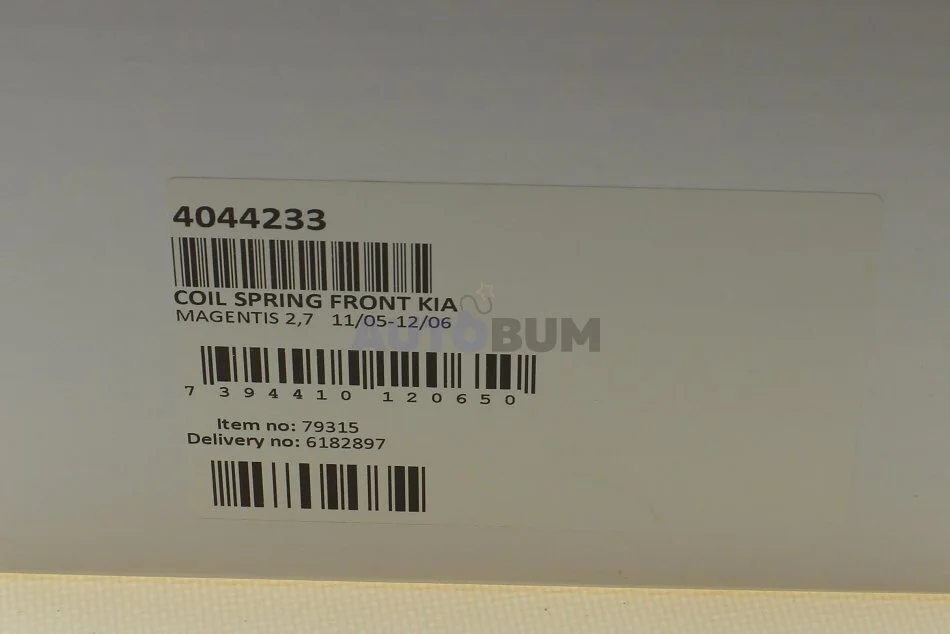 4044233
COIL SPRING FRONT KIA
MAGENTIS 2,7 11/05-12/06
AUTOBUM
7 394410 120650
Item no: 79315
Delivery no: 6182897